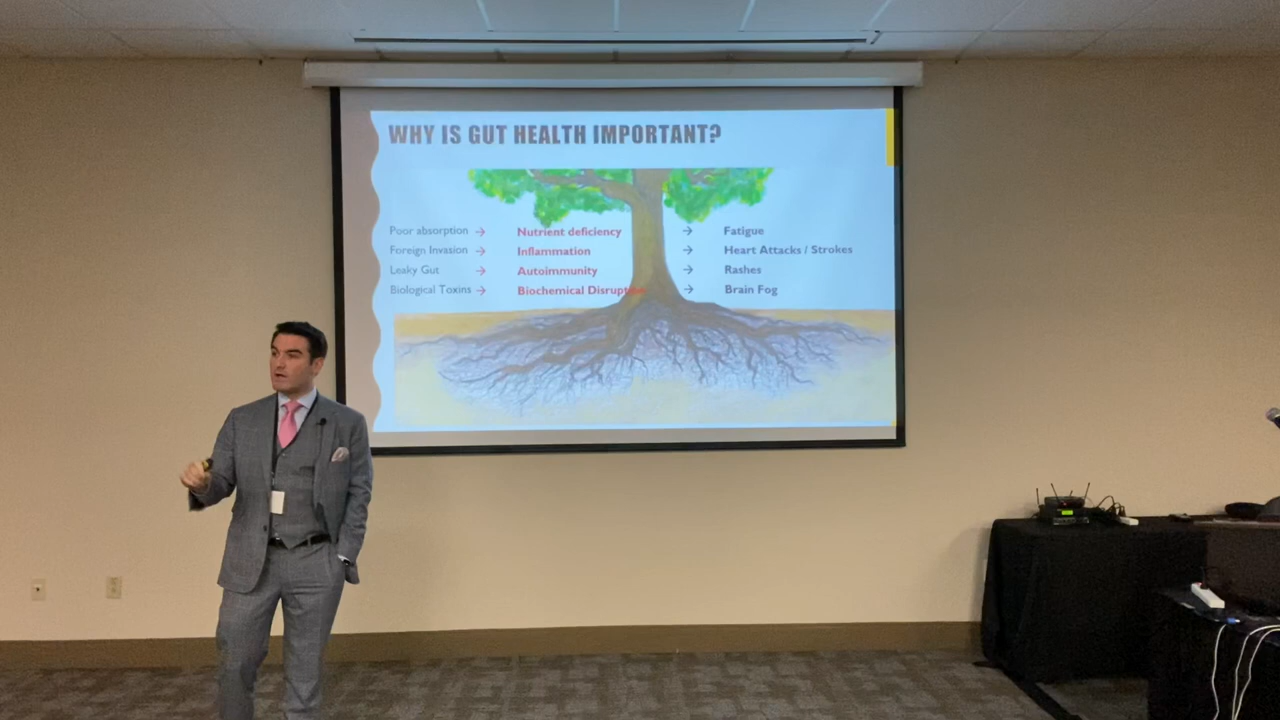 WHY IS GUT HEALTH IMPORTANT?
Poor absorption → Nutrient deficiency → Fatigue
Foreign Invasion → Inflammation → Heart Attacks / Strokes
Leaky Gut → Autoimmunity → Rashes
Biological Toxins → Biochemical → Brain Fog